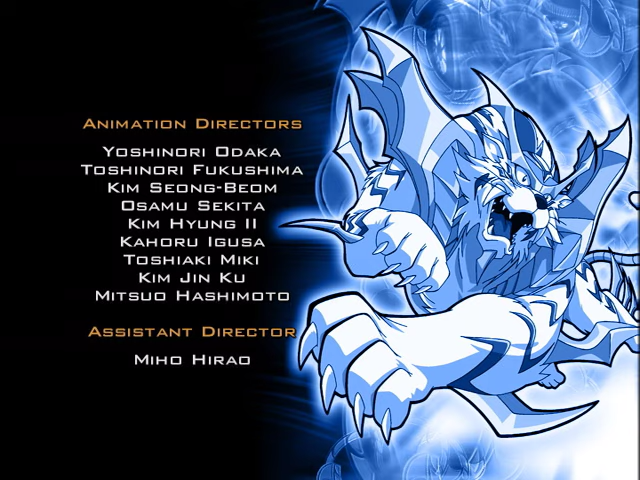 Animation Directors
Yoshinori Odaka
Toshinori Fukushima
Kim Seong-Beom
Osamu Sekita
Kim Hyung II
Kahoru Igusa
Toshiaki Miki
Kim Jin Ku
Mitsuo Hashimoto
Assistant Director
Miho Hirao